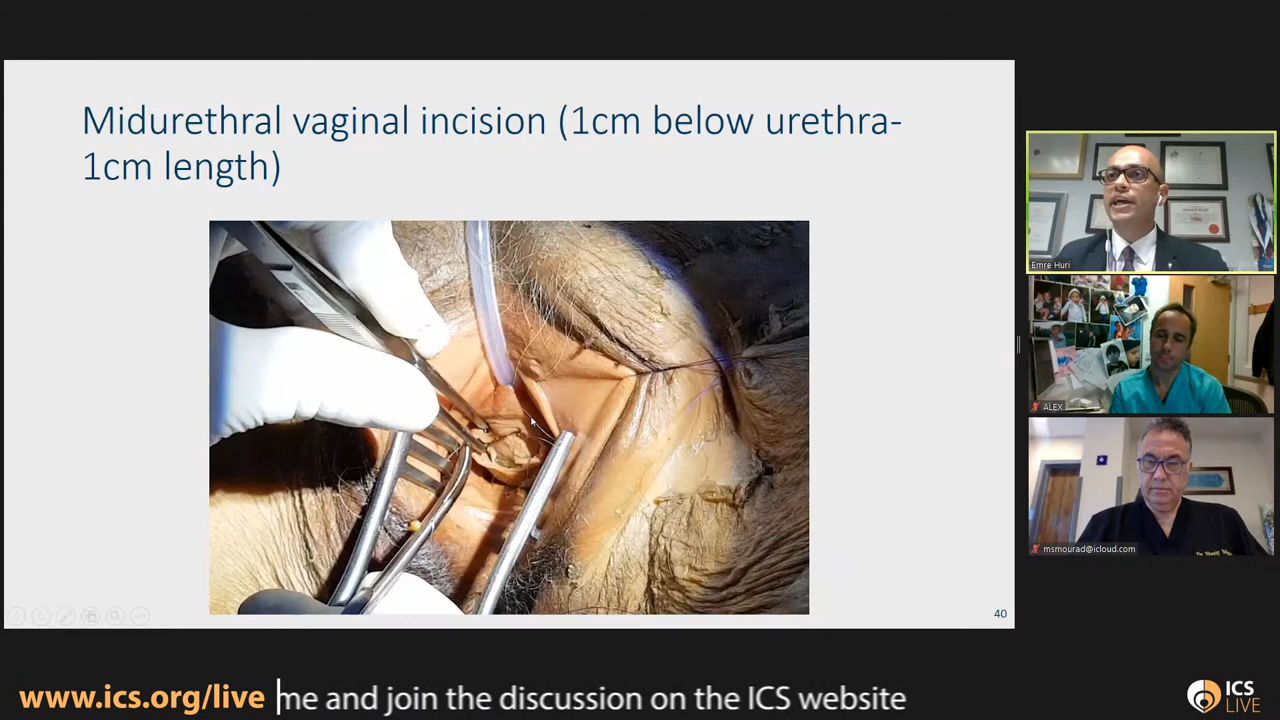 Midurethral vaginal incision (1cm below urethra-
1cm length)
40
Emre Huri
ALEX
msmourad@icloud.com
www.ics.org/live
me and join the discussion on the ICS website
ICS
LIVE